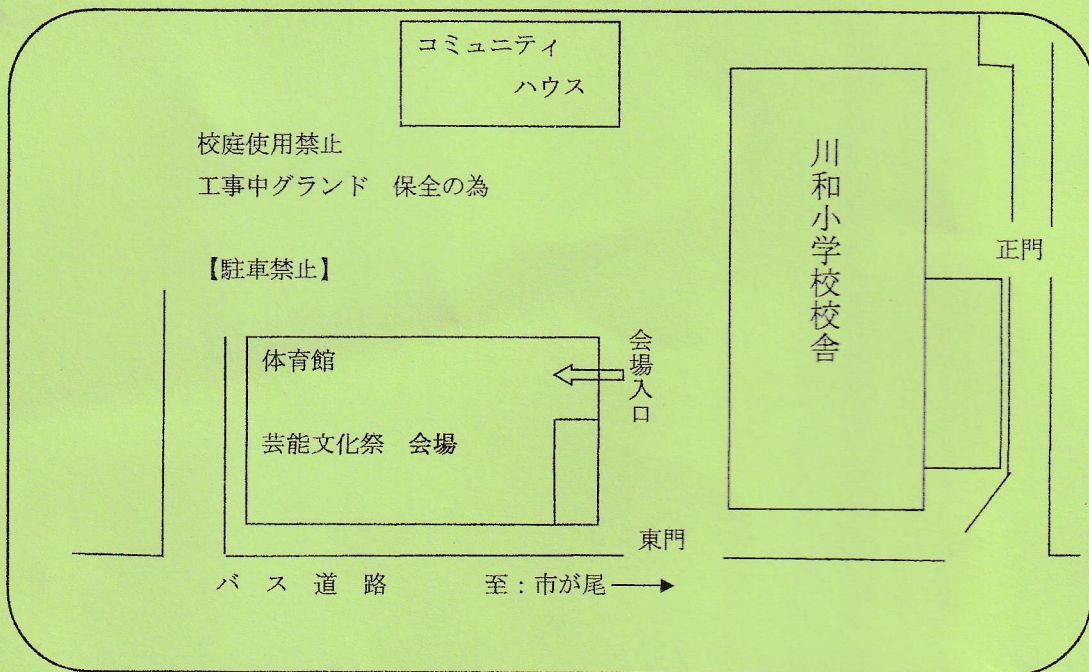 コミュニティ
ハウス
校庭使用禁止
工事中グランド　保全の為
【駐車禁止】
川和小学校校舎
正門
体育館
会場入口
芸能文化祭　会場
東門
バス道路　至：市が尾